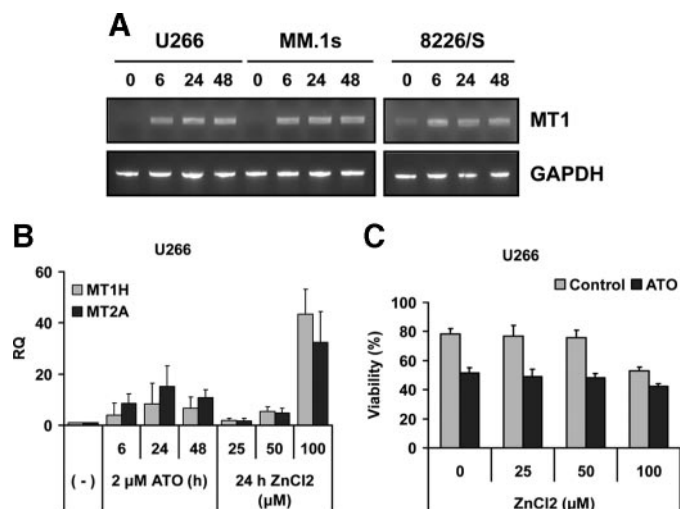 A
U266 MM.1s 8226/S
0 6 24 48 0 6 24 48 0 6 24 48
MT1
GAPDH
B
U266
MT1H
MT2A
RQ
60
40
20
0
6 24 48 25 50 100
(-) 2 µM ATO (h) 24 h ZnCl2
(µM)
C
U266
Control ATO
Viability (%)
100
80
60
40
20
0
0 25 50 100
ZnCl2 (µM)